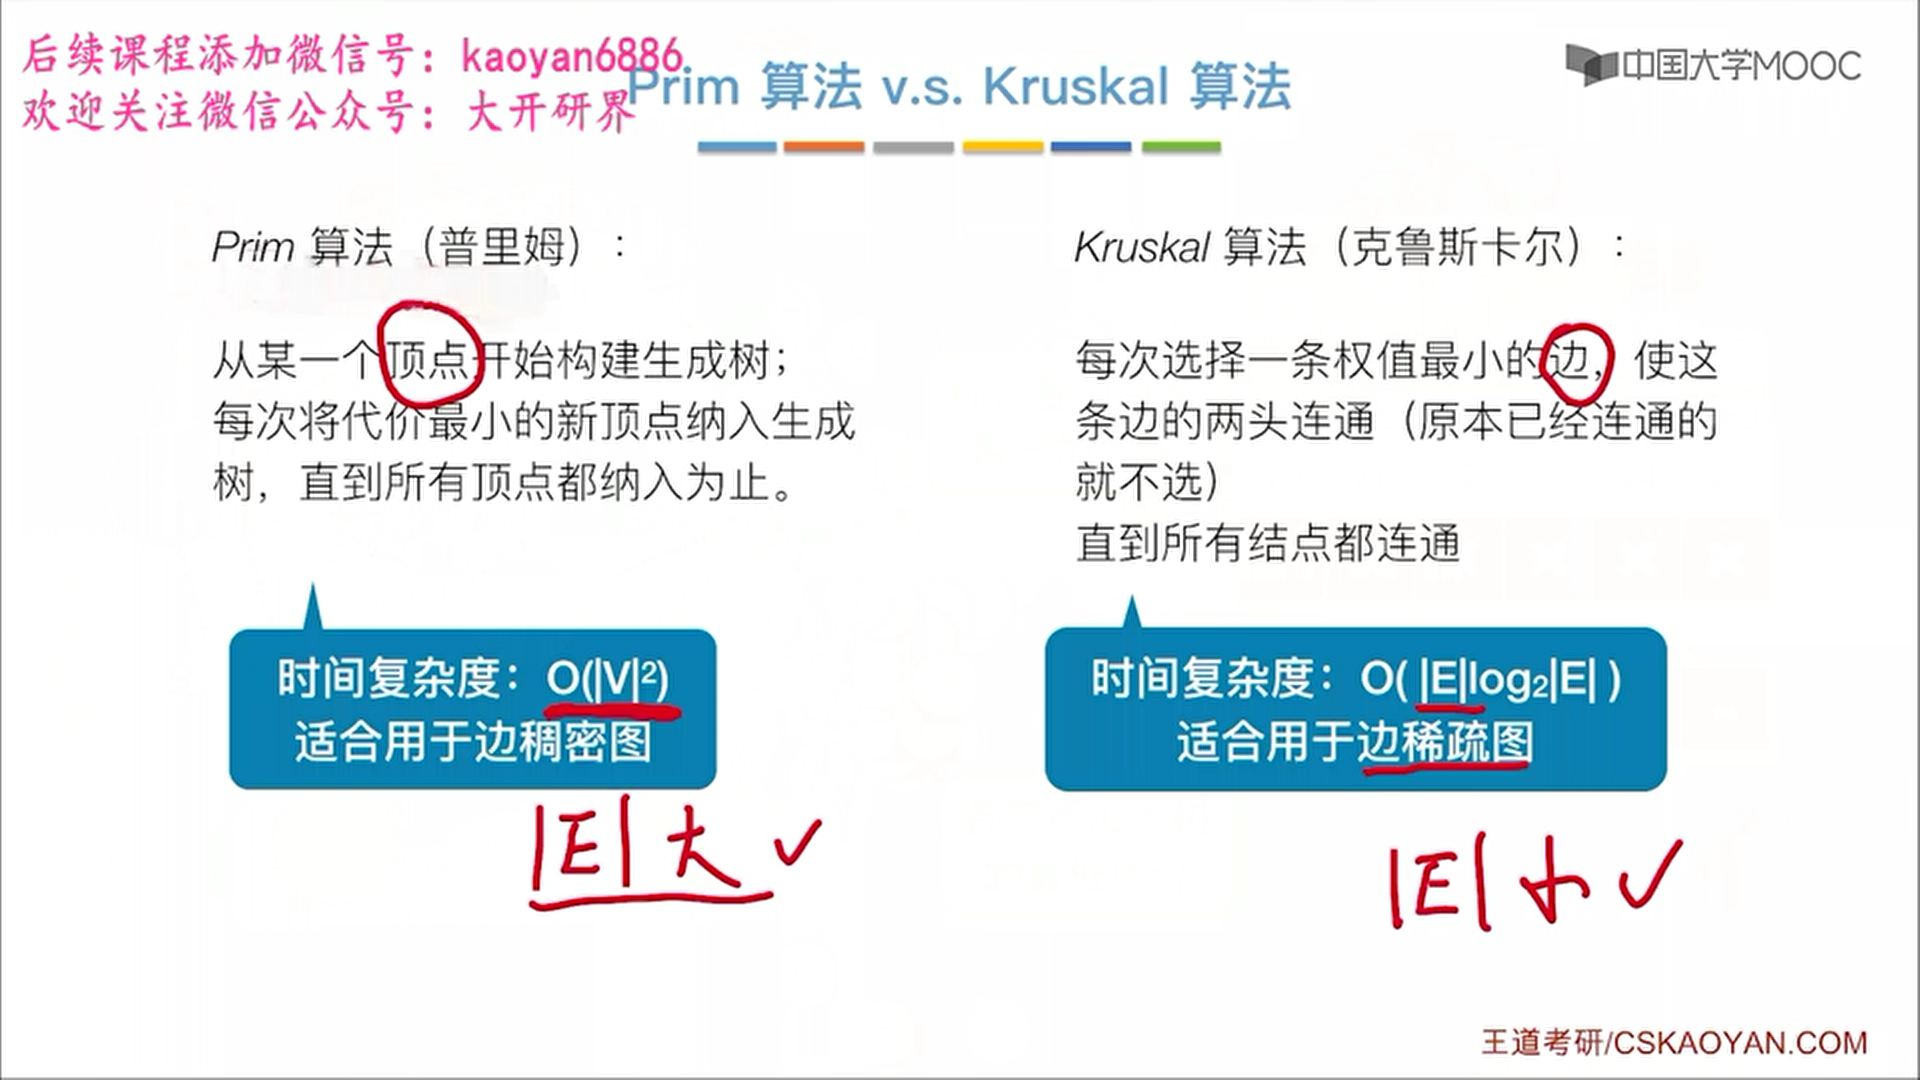 后续课程添加微信号：kaoyan6886
欢迎关注微信公众号：大开研界
Prim 算法 v.s. Kruskal 算法
中国大学MOOC
Prim 算法（普里姆）：
从某一个顶点开始构建生成树；
每次将代价最小的新顶点纳入生成
树，直到所有顶点都纳入为止。
时间复杂度：O(|V|²)
适合用于边稠密图
|E|大✓
Kruskal 算法（克鲁斯卡尔）：
每次选择一条权值最小的边，使这
条边的两头连通（原本已经连通的
就不选）
直到所有结点都连通
时间复杂度：O( |E|log₂|E| )
适合用于边稀疏图
|E|小✓
王道考研/CSKAOYAN.COM